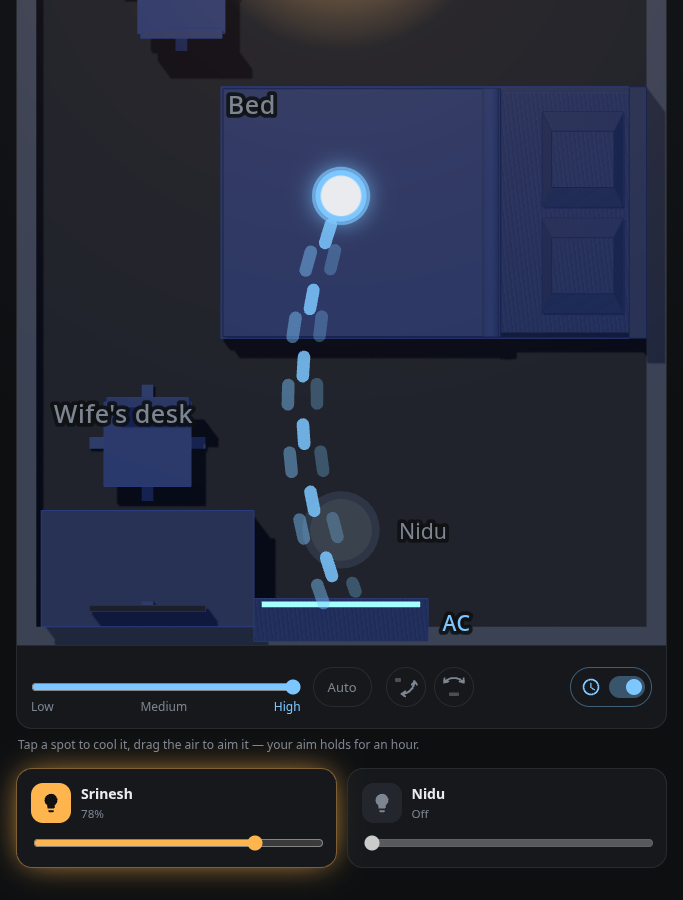 Bed
Wife's desk
Nidu
AC
Low
Medium
High
Auto
Tap a spot to cool it, drag the air to aim it — your aim holds for an hour.
Srinesh
78%
Nidu
Off